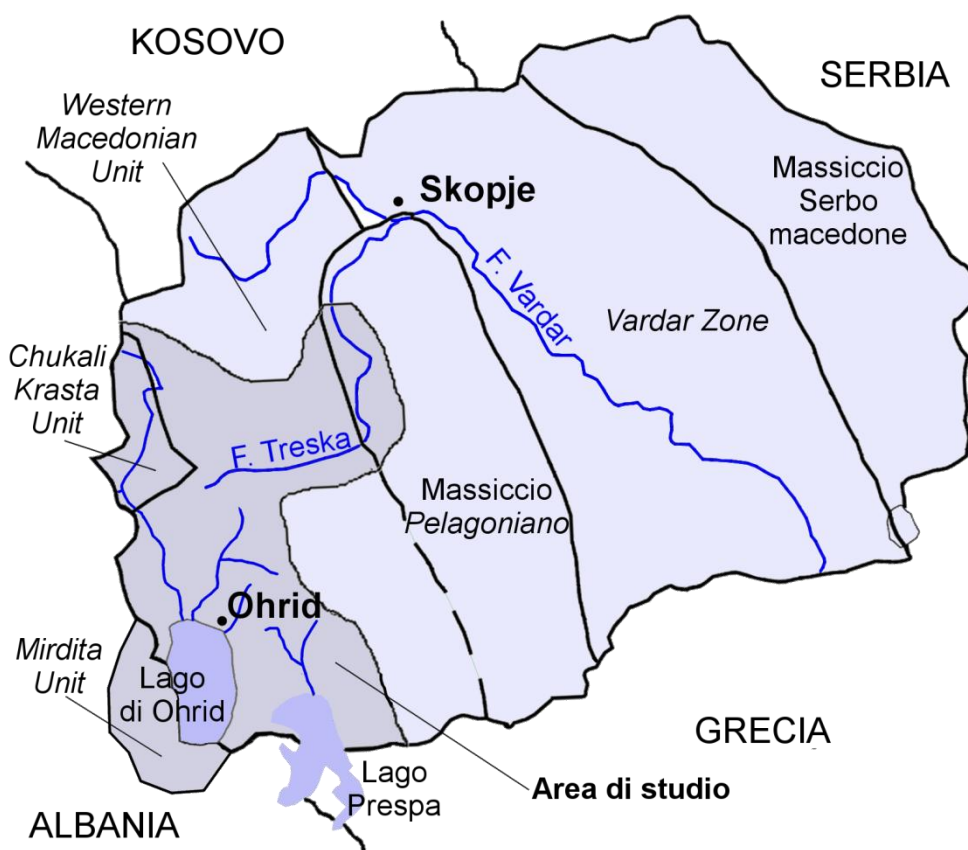 KOSOVO
SERBIA
Western
Macedonian
Unit
Skopje
Massiccio
Serbo
macedone
F. Vardar
Vardar Zone
Chukali
Krasta
Unit
F. Treska
Massiccio
Pelagoniano
Ohrid
Mirdita
Unit
Lago
di Ohrid
GRECIA
Lago
Prespa
Area di studio
ALBANIA